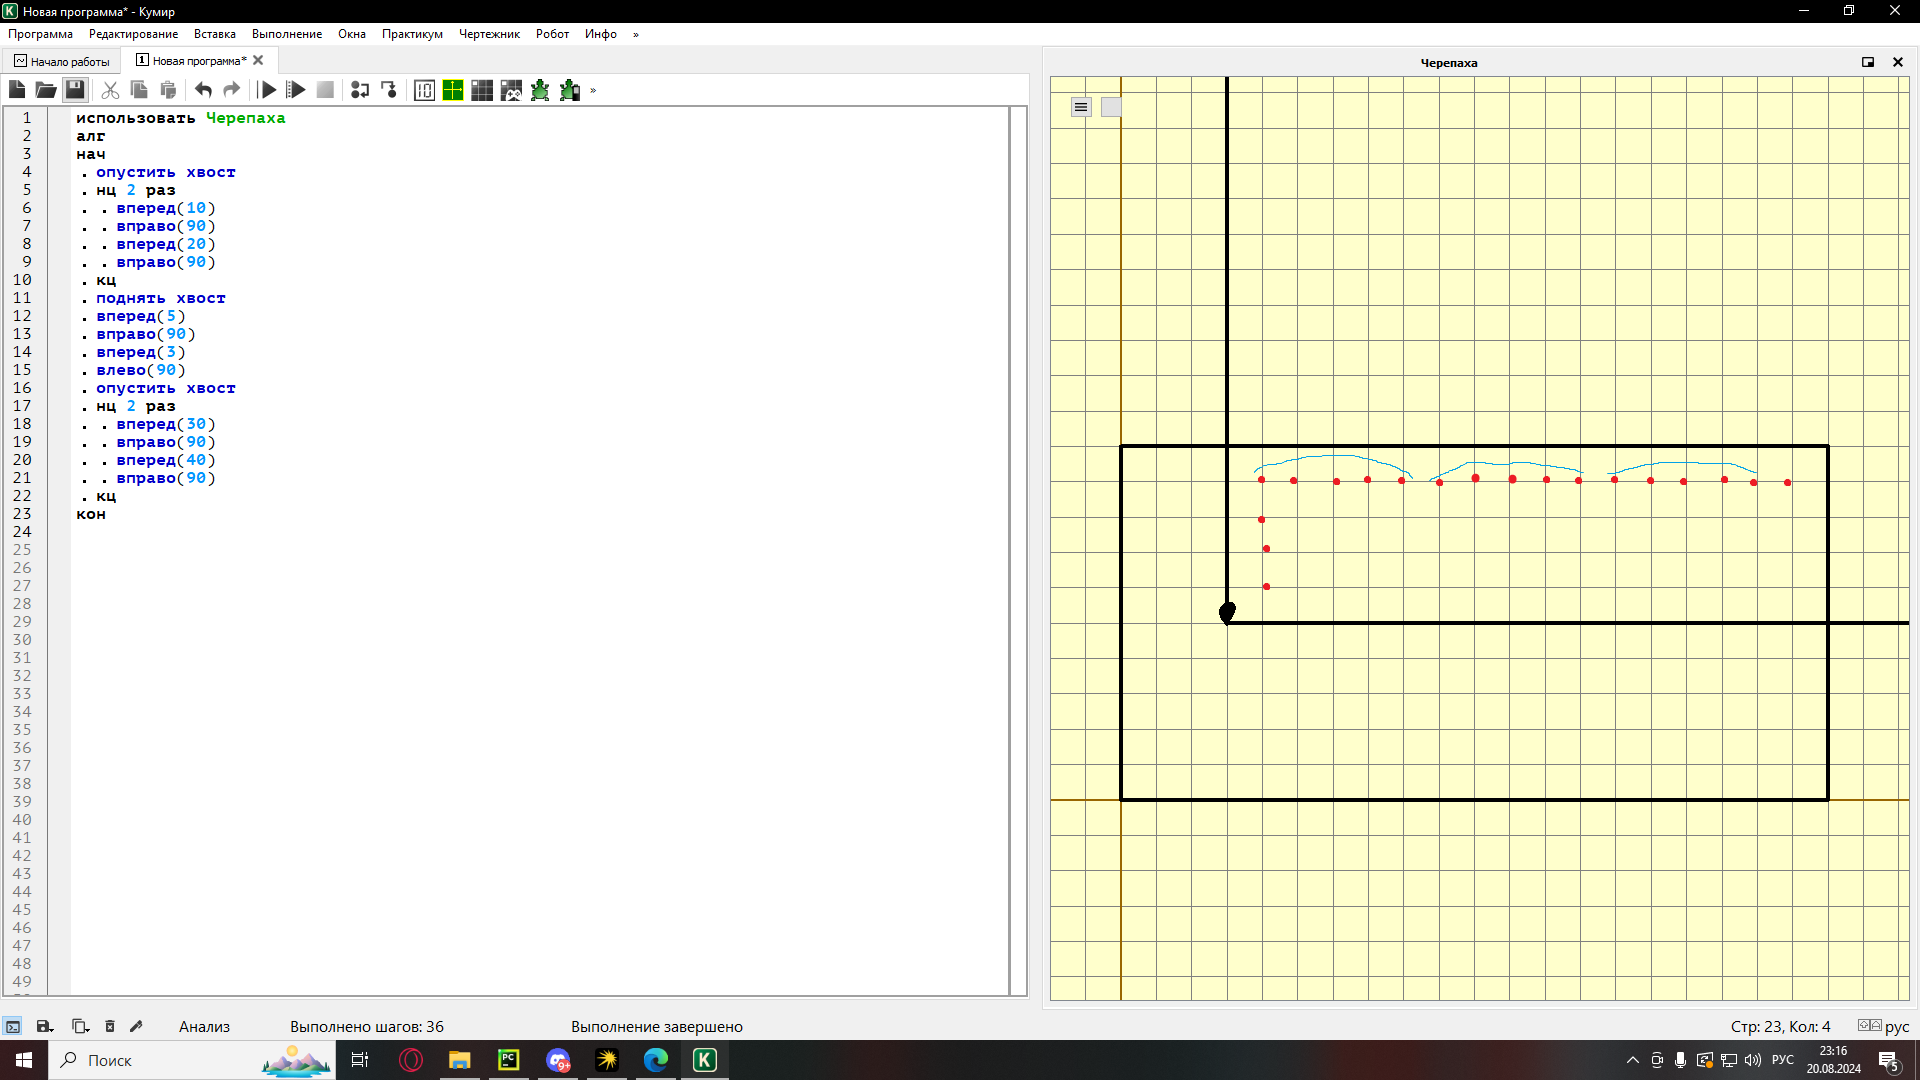 Новая программа* - Кумир
Программа Редактирование Вставка Выполнение Окна Практикум Чертежник Робот Инфо »
Начало работы
1 Новая программа*
Черепаха
»
1 использовать Черепаха
2 алг
3 нач
4 . опустить хвост
5 . нц 2 раз
6 . . вперед(10)
7 . . вправо(90)
8 . . вперед(20)
9 . . вправо(90)
10 . кц
11 . поднять хвост
12 . вперед(5)
13 . вправо(90)
14 . вперед(3)
15 . влево(90)
16 . опустить хвост
17 . нц 2 раз
18 . . вперед(30)
19 . . вправо(90)
20 . . вперед(40)
21 . . вправо(90)
22 . кц
23 кон
24
25
26
27
28
29
30
31
32
33
34
35
36
37
38
39
40
41
42
43
44
45
46
47
48
49
Анализ Выполнено шагов: 36 Выполнение завершено Стр: 23, Кол: 4 рус
Поиск
PC
9+
K
РУС
23:16
20.08.2024
5